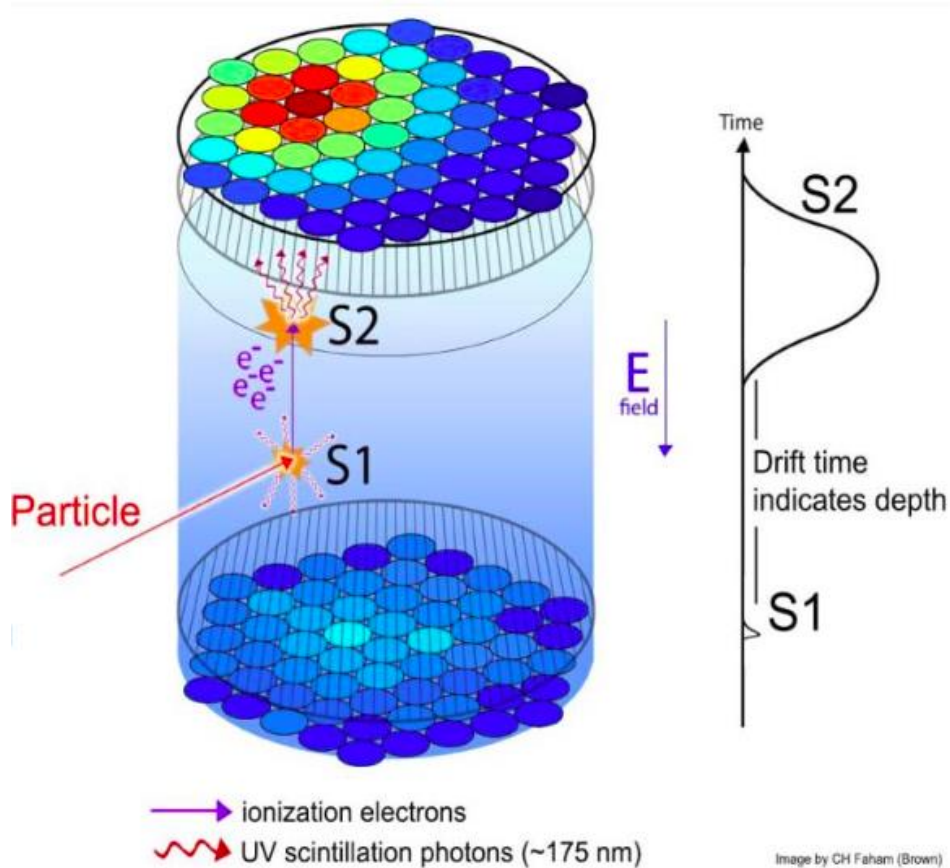 Time
S2
S2
e⁻
e⁻
e⁻
e⁻
E
field
S1
Drift time
indicates depth
Particle
S1
ionization electrons
UV scintillation photons (~175 nm)
Image by CH Faham (Brown)